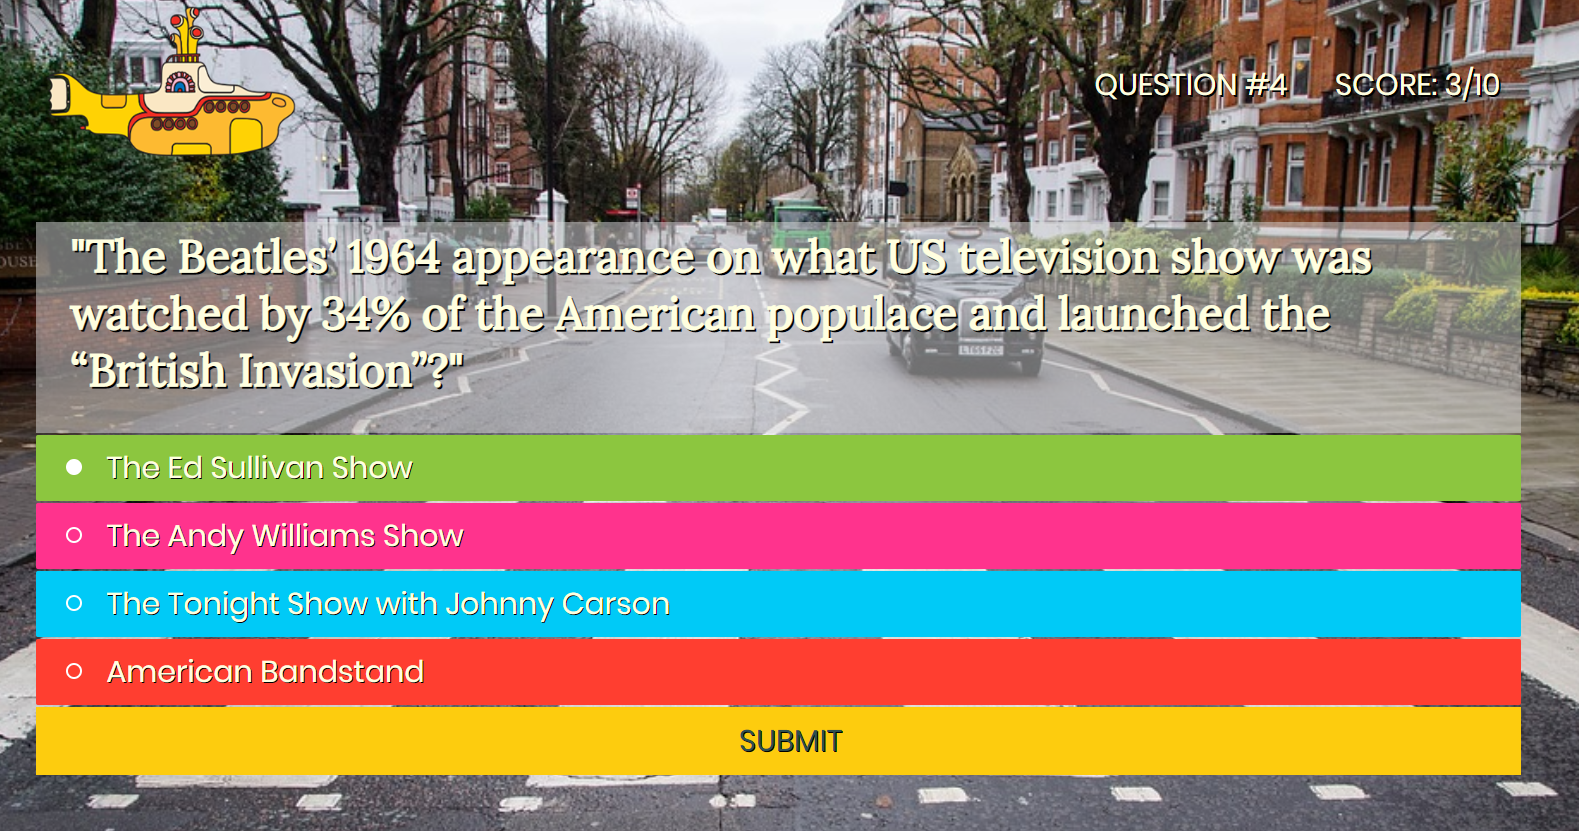 QUESTION #4 SCORE: 3/10
"The Beatles’ 1964 appearance on what US television show was
watched by 34% of the American populace and launched the
“British Invasion”?"
The Ed Sullivan Show
The Andy Williams Show
The Tonight Show with Johnny Carson
American Bandstand
SUBMIT